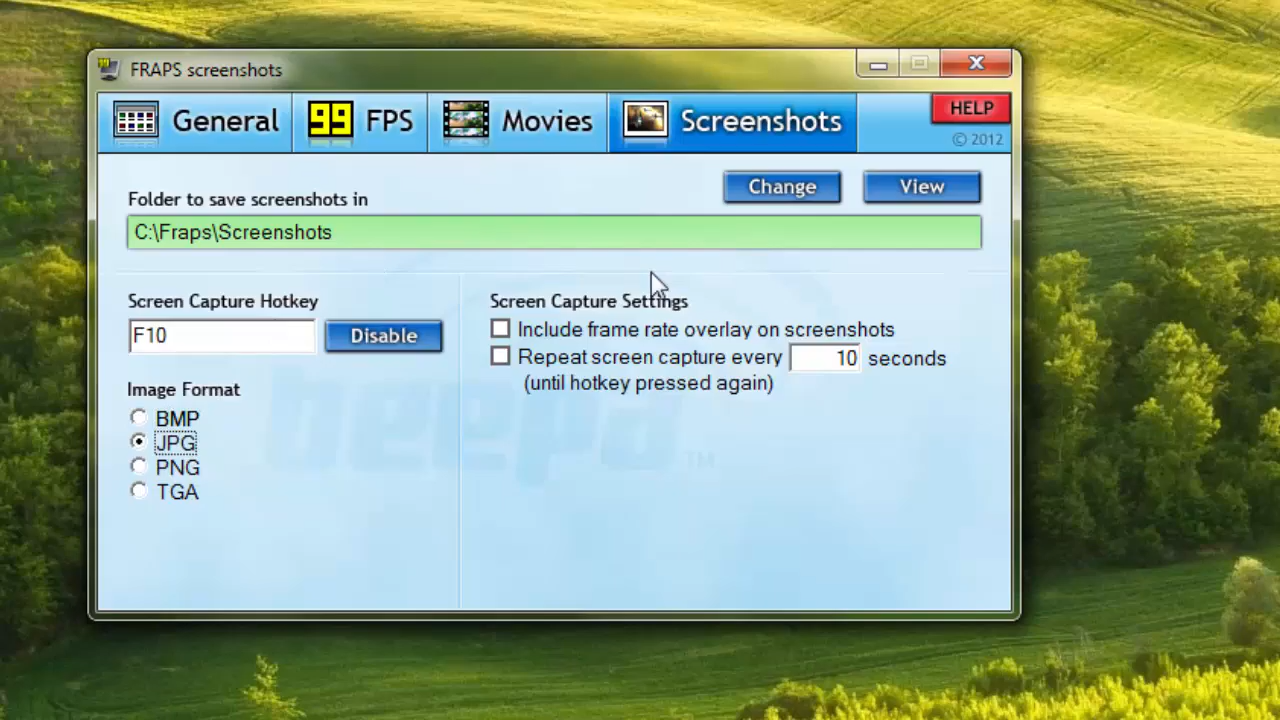 FRAPS screenshots
General
99 FPS
Movies
Screenshots
HELP
© 2012
Folder to save screenshots in
Change
View
C:\Fraps\Screenshots
Screen Capture Hotkey
F10
Disable
Image Format
BMP
JPG
PNG
TGA
Screen Capture Settings
Include frame rate overlay on screenshots
Repeat screen capture every 10 seconds
(until hotkey pressed again)
beepa™